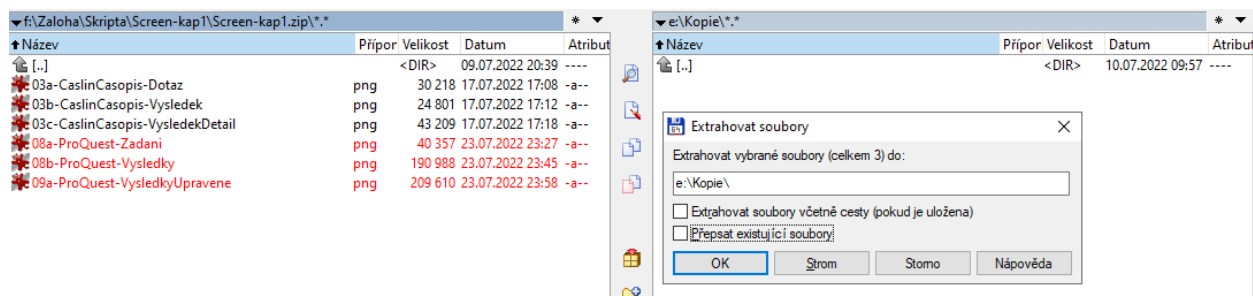 f:\Zaloha\Skripta\Screen-kap1\Screen-kap1.zip\*.*
Název Přípor Velikost Datum Atribut
[..] <DIR> 09.07.2022 20:39 ----
03a-CaslinCasopis-Dotaz png 30 218 17.07.2022 17:08 -a--
03b-CaslinCasopis-Vysledek png 24 801 17.07.2022 17:12 -a--
03c-CaslinCasopis-VysledekDetail png 43 209 17.07.2022 17:18 -a--
08a-ProQuest-Zadani png 40 357 23.07.2022 23:27 -a--
08b-ProQuest-Vysledky png 190 988 23.07.2022 23:45 -a--
09a-ProQuest-VysledkyUpravene png 209 610 23.07.2022 23:58 -a--
e:\Kopie\*.*
Název Přípor Velikost Datum Atribut
[..] <DIR> 10.07.2022 09:57 ----
64 Extrahovat soubory
Extrahovat vybrané soubory (celkem 3) do:
e:\Kopie\
Extrahovat soubory včetně cesty (pokud je uložena)
Přepsat existující soubory
OK Strom Storno Nápověda